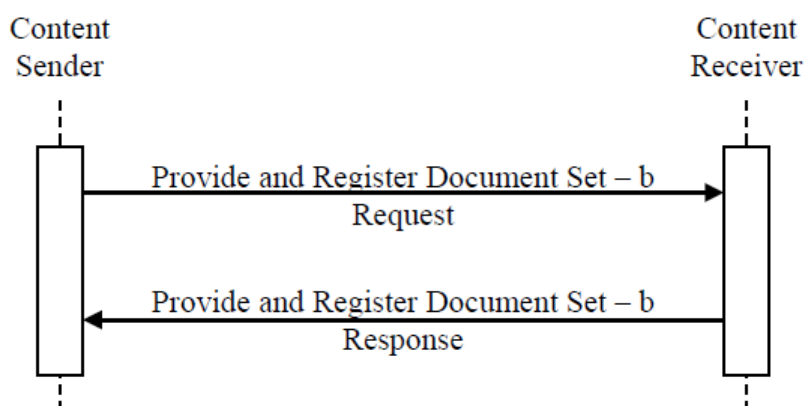 Content
Sender
Content
Receiver
Provide and Register Document Set – b
Request
Provide and Register Document Set – b
Response